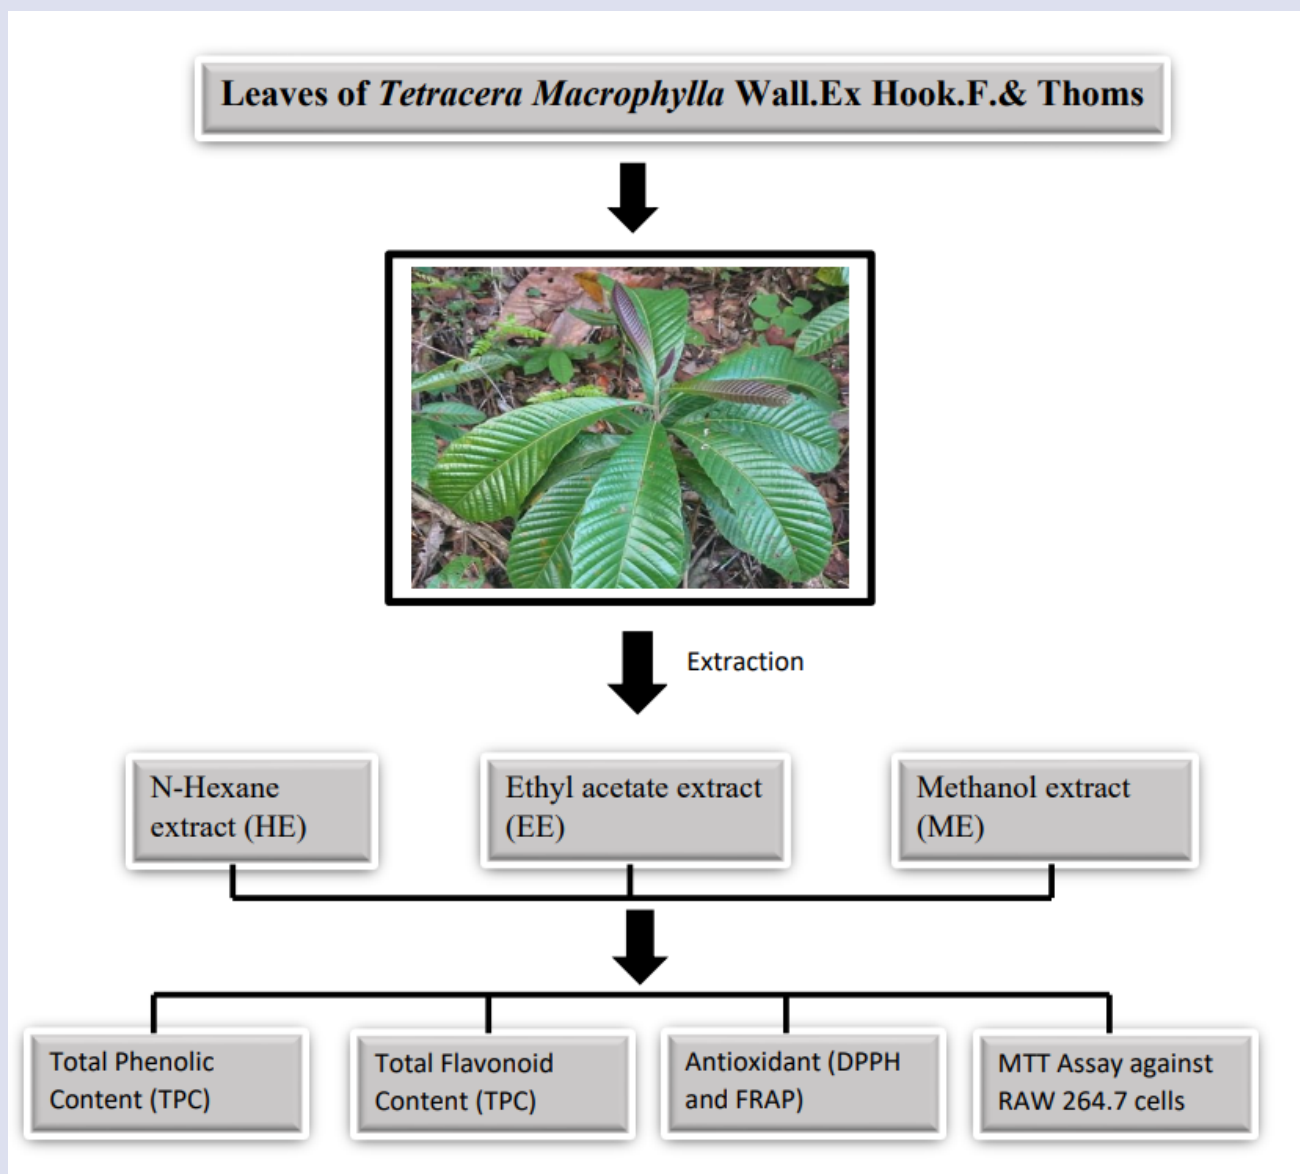 Leaves of Tetracera Macrophylla Wall.Ex Hook.F.& Thoms
Extraction
N-Hexane
extract (HE)
Ethyl acetate extract
(EE)
Methanol extract
(ME)
Total Phenolic
Content (TPC)
Total Flavonoid
Content (TPC)
Antioxidant (DPPH
and FRAP)
MTT Assay against
RAW 264.7 cells